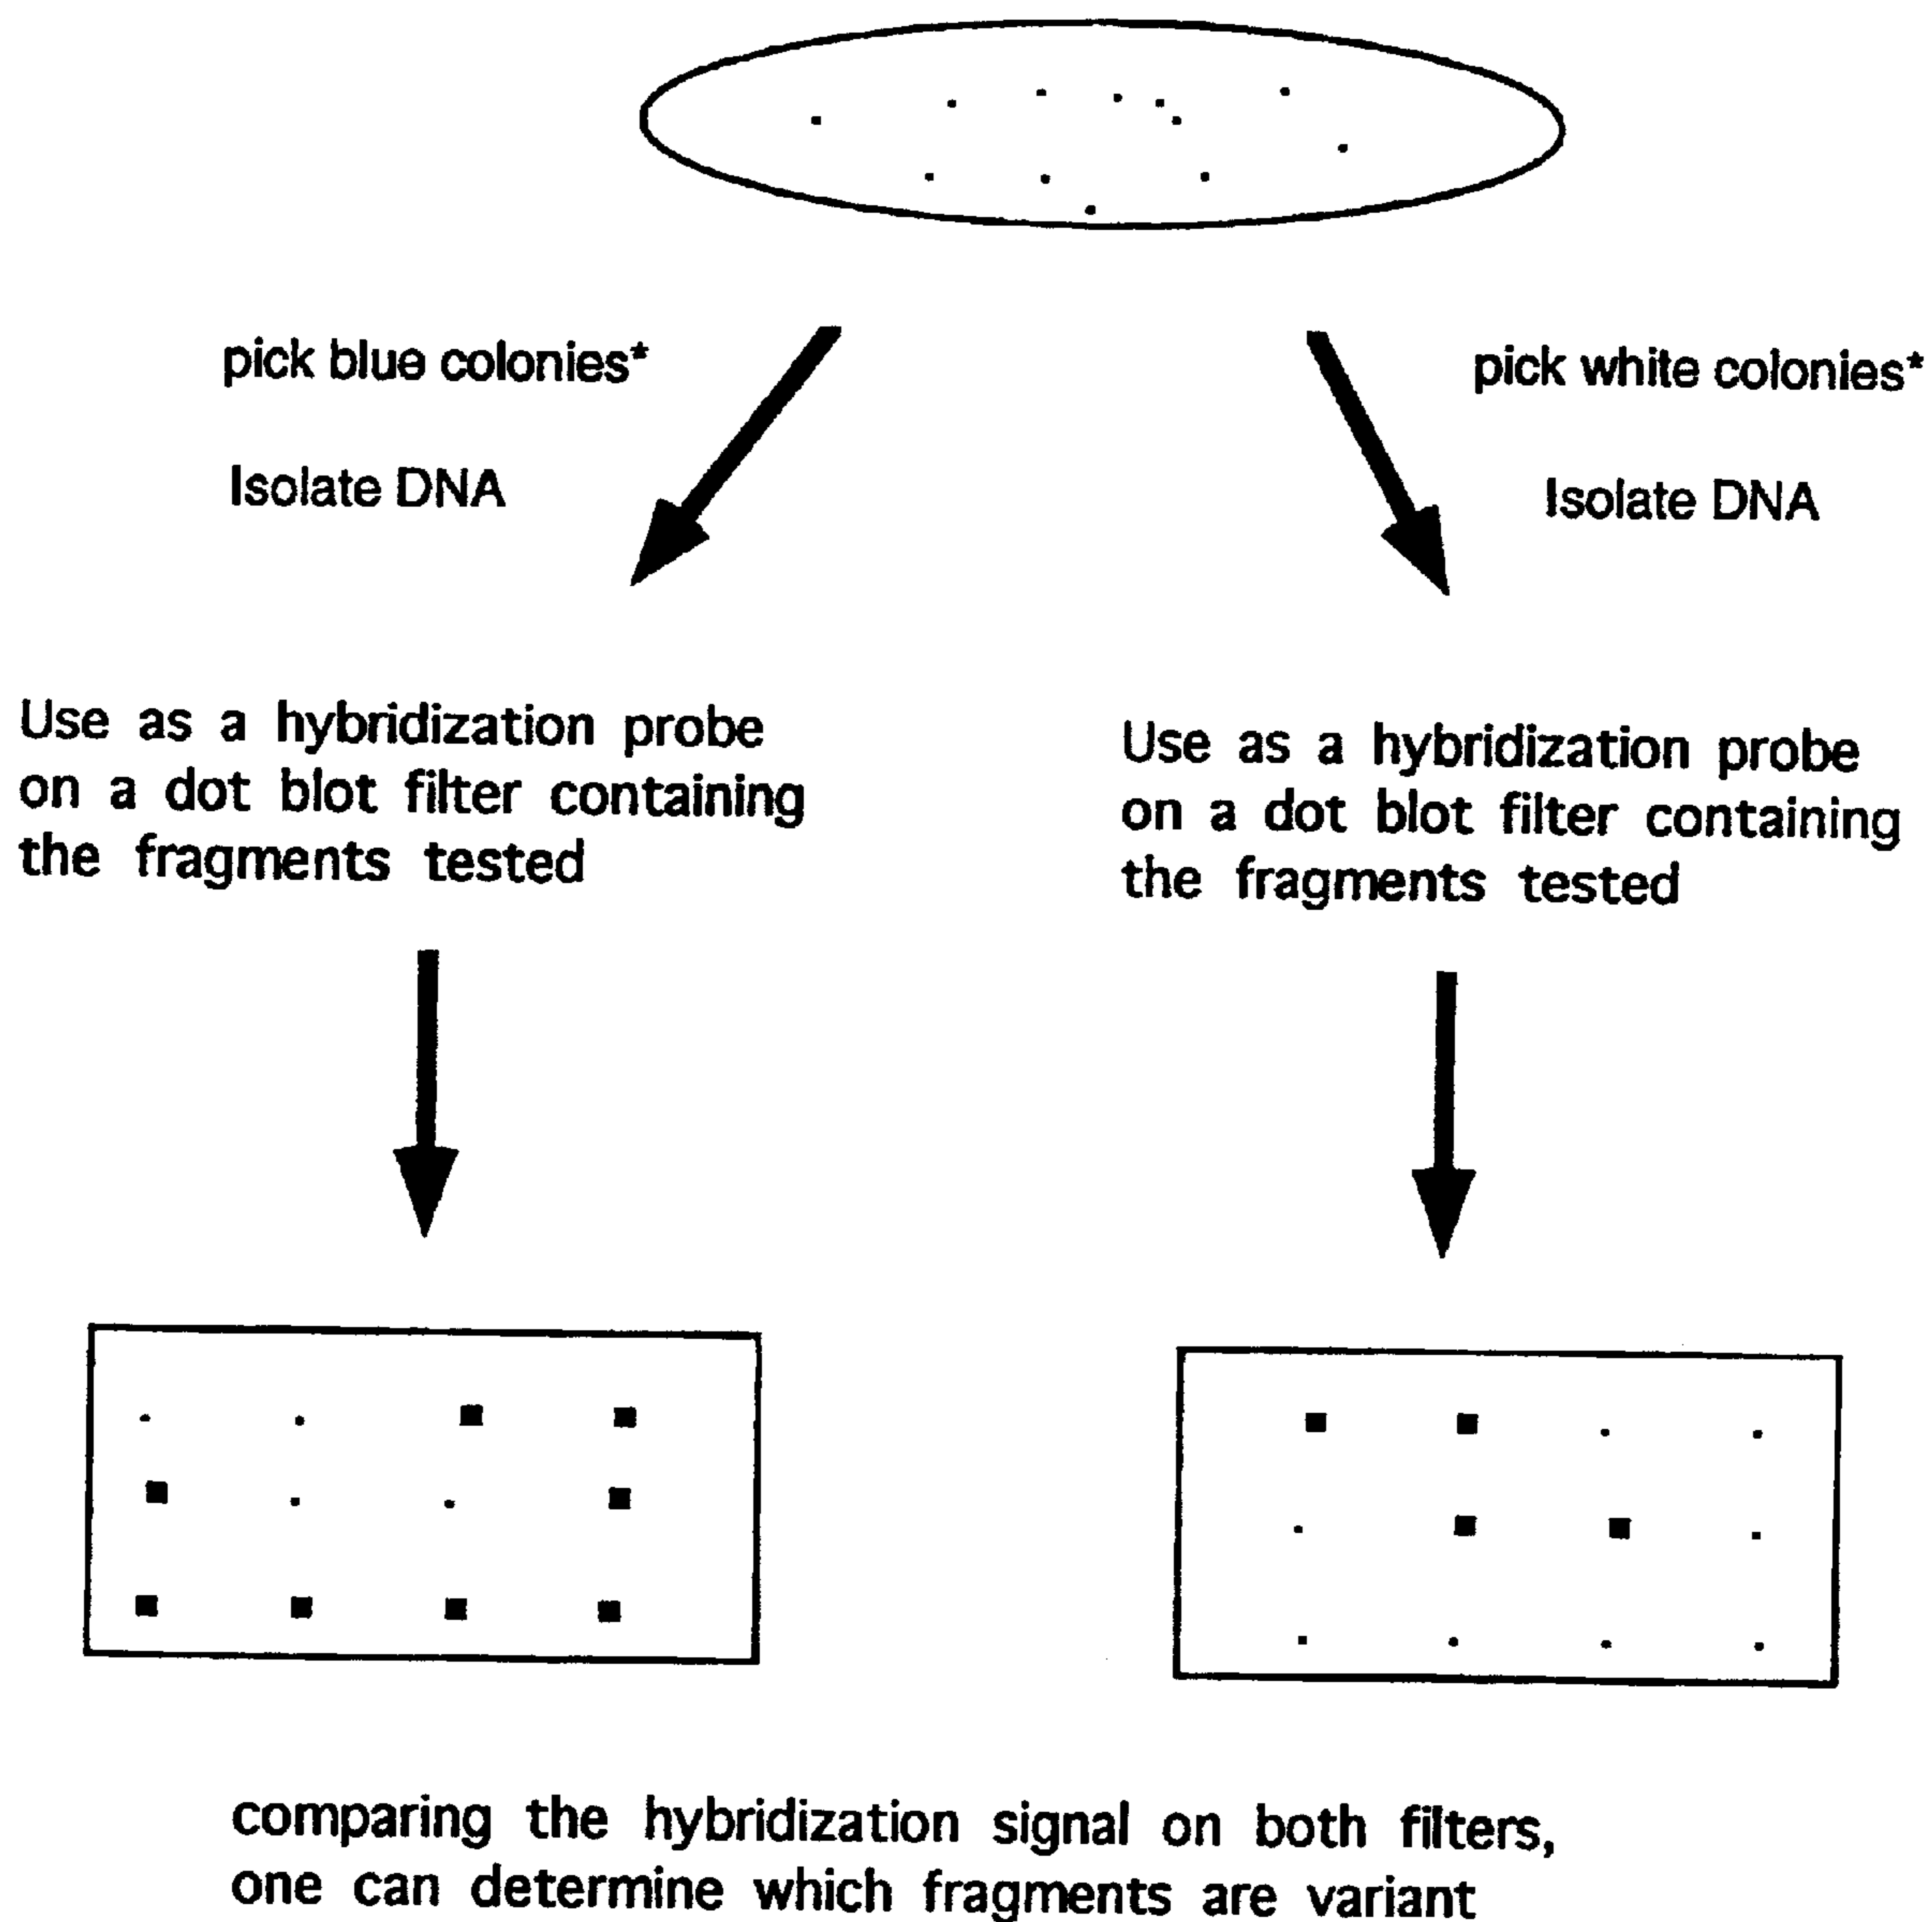 pick blue colonies*
Isolate DNA
pick white colonies*
Isolate DNA
Use as a hybridization probe
on a dot blot filter containing
the fragments tested
Use as a hybridization probe
on a dot blot filter containing
the fragments tested
comparing the hybridization signal on both filters,
one can determine which fragments are variant